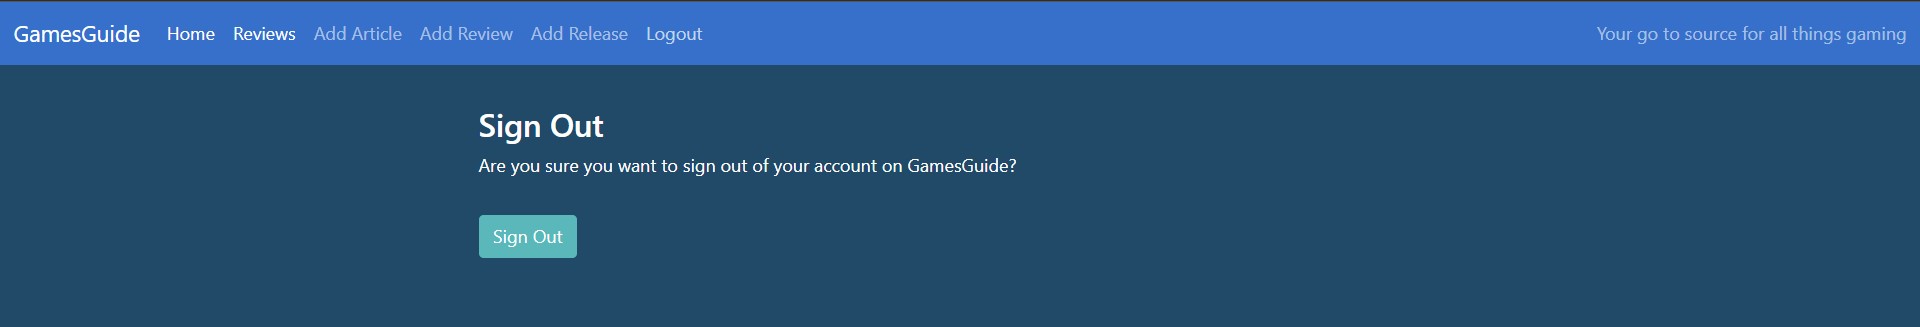 GamesGuide Home Reviews Add Article Add Review Add Release Logout Your go to source for all things gaming
Sign Out
Are you sure you want to sign out of your account on GamesGuide?
Sign Out